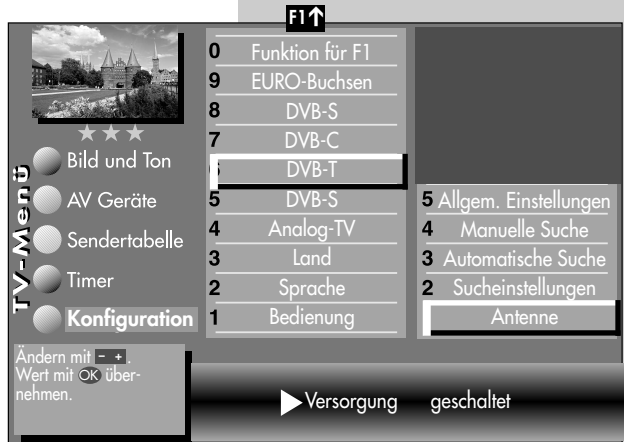 F1↑
TV-Menü
Bild und Ton
AV Geräte
Sendertabelle
Timer
Konfiguration
0 Funktion für F1
9 EURO-Buchsen
8 DVB-S
7 DVB-C
6 DVB-T
5 DVB-S
4 Analog-TV
3 Land
2 Sprache
1 Bedienung
5 Allgem. Einstellungen
4 Manuelle Suche
3 Automatische Suche
2 Sucheinstellungen
Antenne
Ändern mit - + .
Wert mit OK über-
nehmen.
Versorgung geschaltet